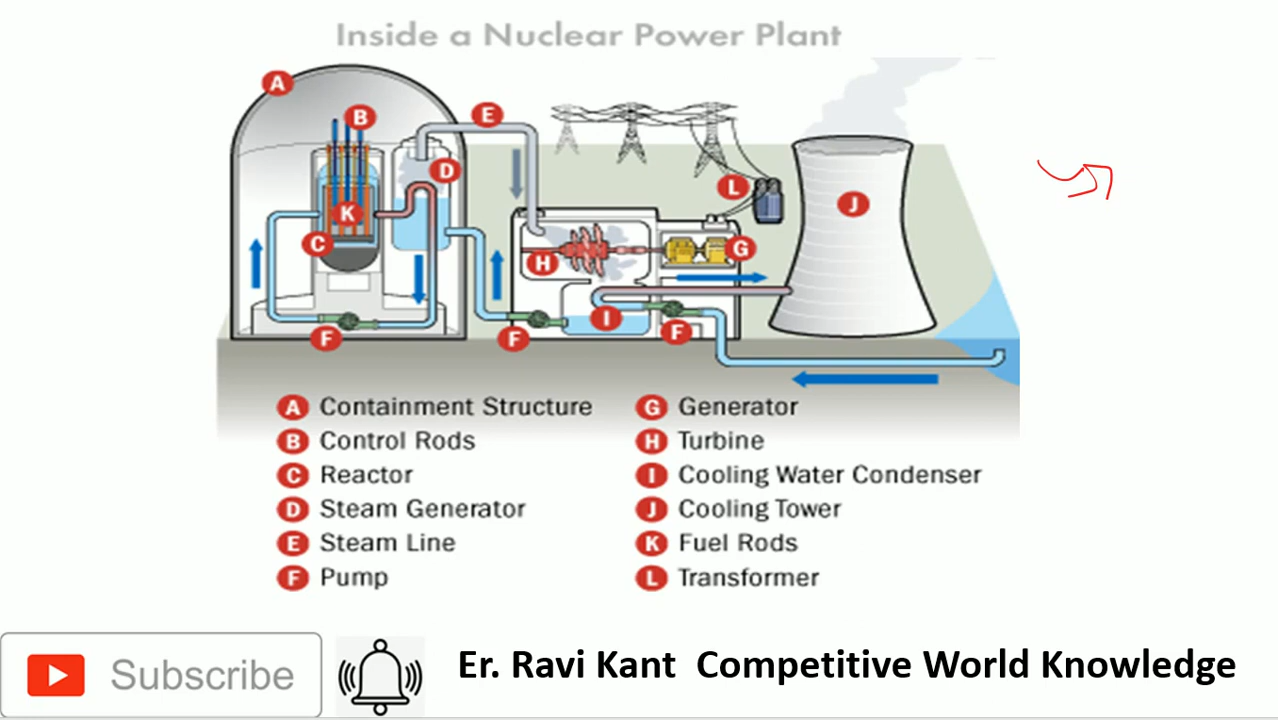 Inside a Nuclear Power Plant
A
B
E
D
L
K
J
C
G
H
I
F
F
F
A Containment Structure
B Control Rods
C Reactor
D Steam Generator
E Steam Line
F Pump
G Generator
H Turbine
I Cooling Water Condenser
J Cooling Tower
K Fuel Rods
L Transformer
Subscribe
Er. Ravi Kant Competitive World Knowledge